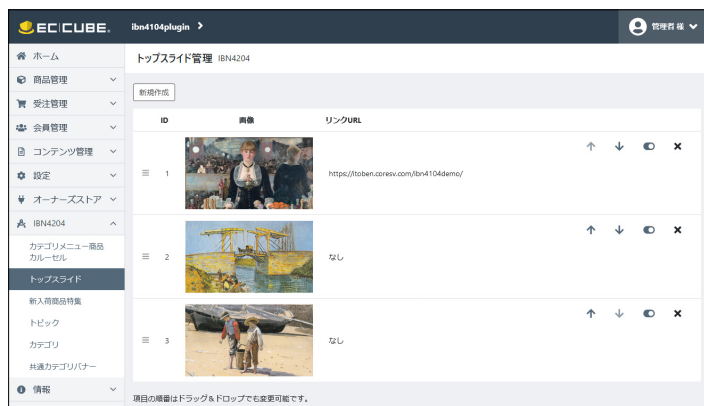 EC CUBE.
ibn4104plugin
管理者 様
ホーム
商品管理
受注管理
会員管理
コンテンツ管理
設定
オーナーズストア
IBN4204
カテゴリメニュー商品
カルーセル
トップスライド
新入荷商品特集
トピック
カテゴリ
共通カテゴリバナー
情報
トップスライド管理 IBN4204
新規作成
ID 画像 リンクURL
1 https://itoben.coresv.com/ibn4104demo/
2 なし
3 なし
項目の順番はドラッグ＆ドロップでも変更可能です。